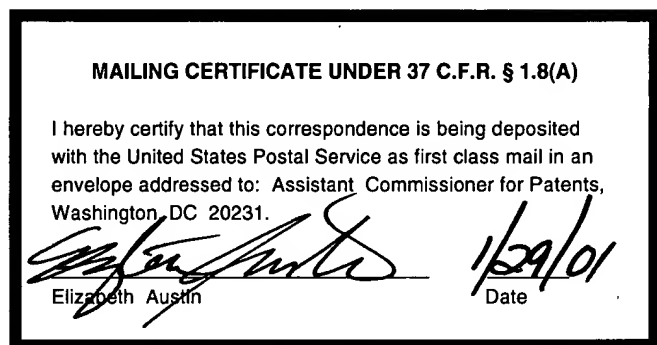 MAILING CERTIFICATE UNDER 37 C.F.R. § 1.8(A)
I hereby certify that this correspondence is being deposited
with the United States Postal Service as first class mail in an
envelope addressed to: Assistant Commissioner for Patents,
Washington, DC 20231.
1/29/01
Elizabeth Austin Date